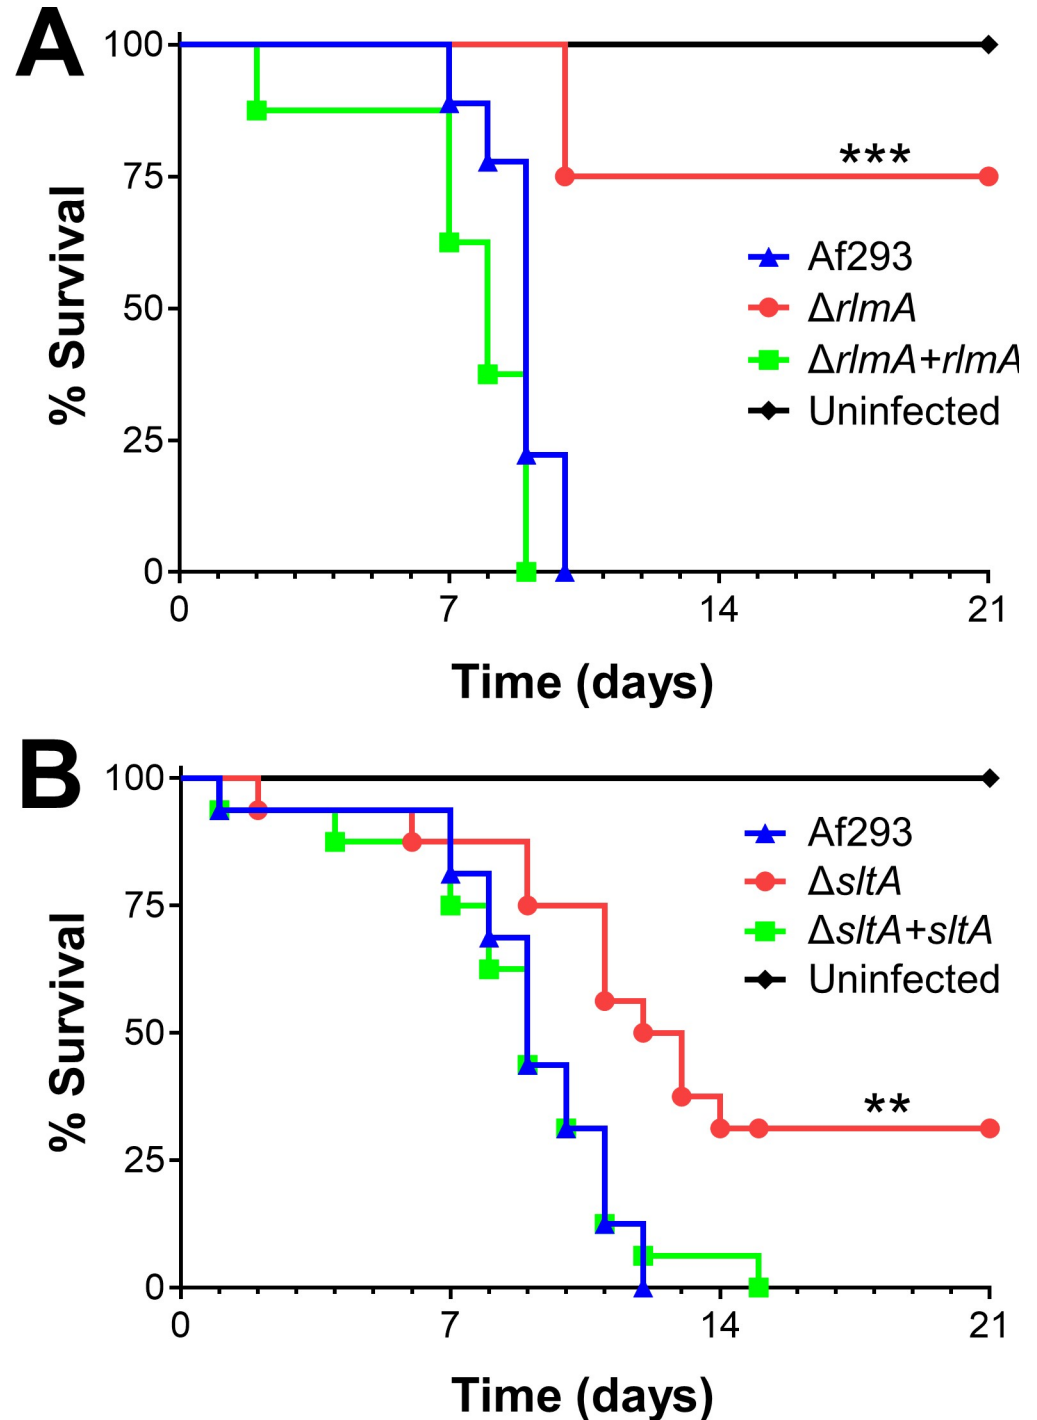 A
100
75
50
25
0
% Survival
***
Af293
ΔrlmA
ΔrlmA+rlmA
Uninfected
0 7 14 21
Time (days)
B
100
75
50
25
0
% Survival
Af293
ΔsltA
ΔsltA+sltA
Uninfected
**
0 7 14 21
Time (days)